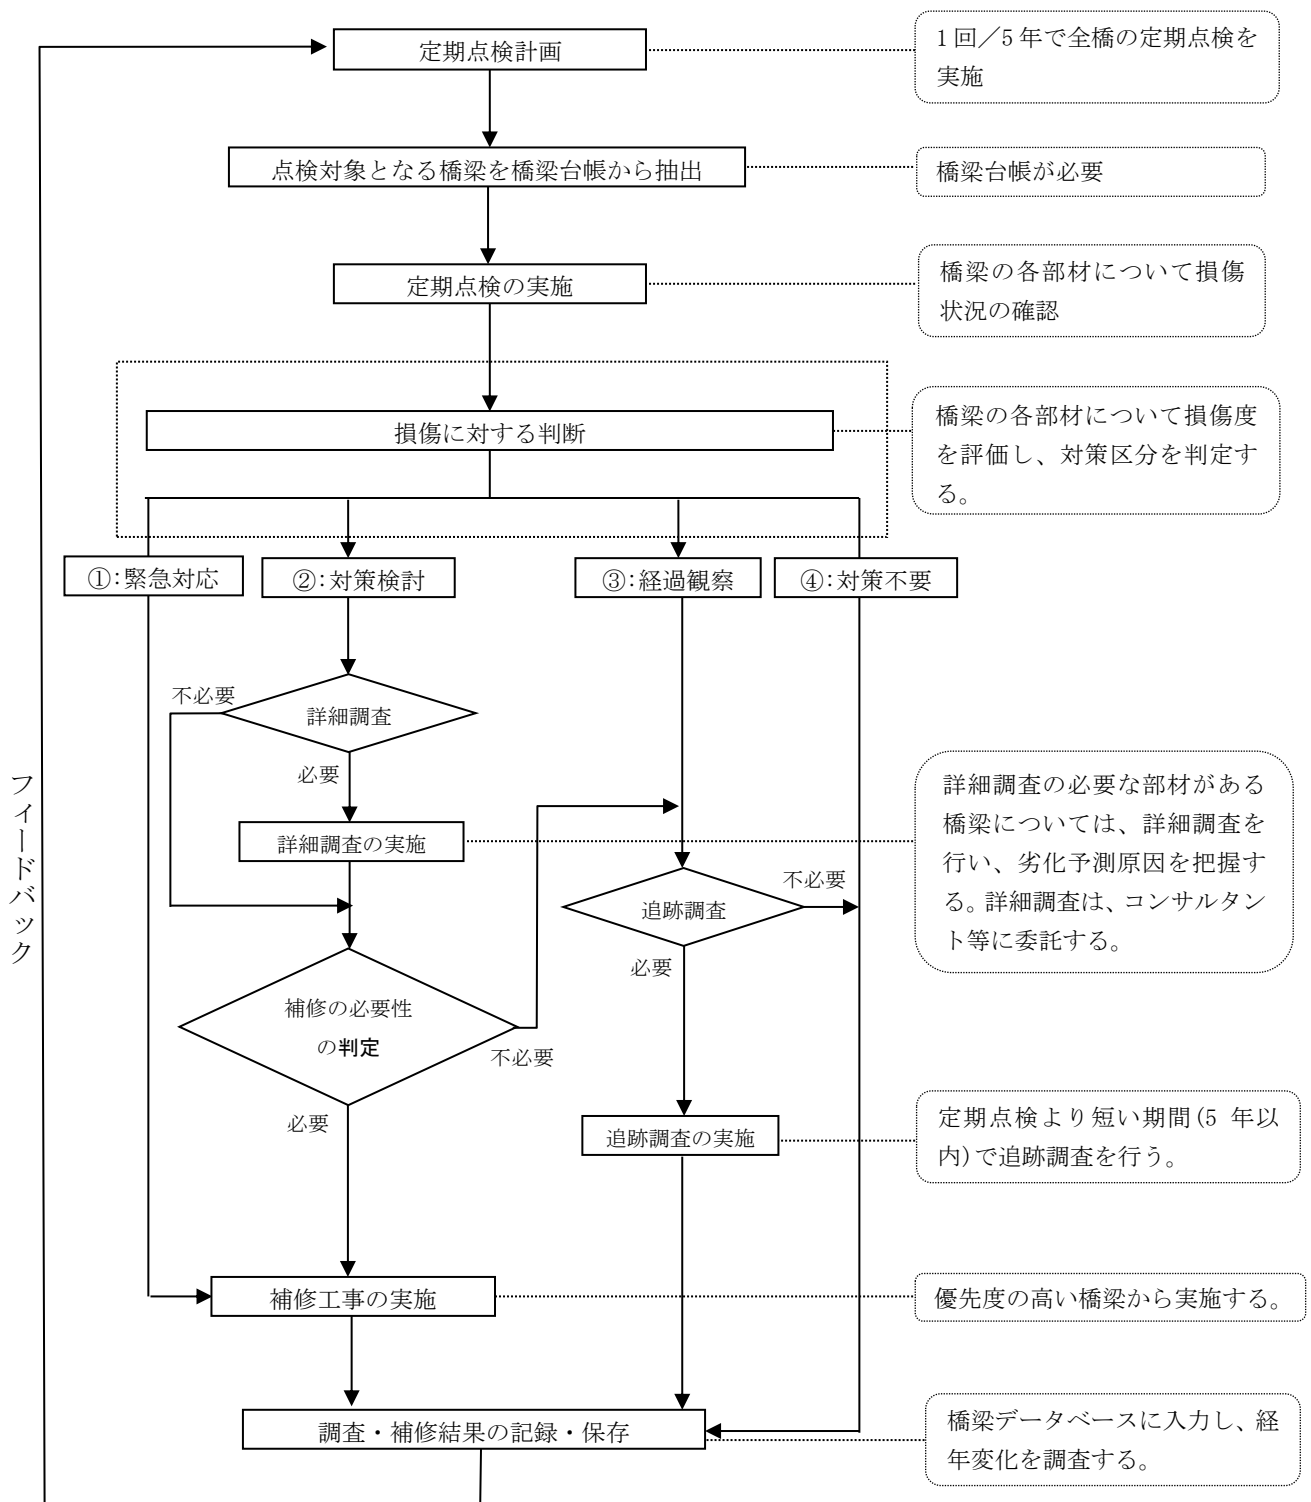 定期点検計画
1回／5年で全橋の定期点検を
実施
点検対象となる橋梁を橋梁台帳から抽出
橋梁台帳が必要
定期点検の実施
橋梁の各部材について損傷
状況の確認
損傷に対する判断
橋梁の各部材について損傷度
を評価し、対策区分を判定す
る。
①:緊急対応
②:対策検討
③:経過観察
④:対策不要
不必要
詳細調査
必要
詳細調査の実施
詳細調査の必要な部材がある
橋梁については、詳細調査を
行い、劣化予測原因を把握す
る。詳細調査は、コンサルタン
ト等に委託する。
フィードバック
追跡調査
不必要
必要
補修の必要性
の判定
不必要
必要
追跡調査の実施
定期点検より短い期間(5 年以
内)で追跡調査を行う。
補修工事の実施
優先度の高い橋梁から実施する。
調査・補修結果の記録・保存
橋梁データベースに入力し、経
年変化を調査する。